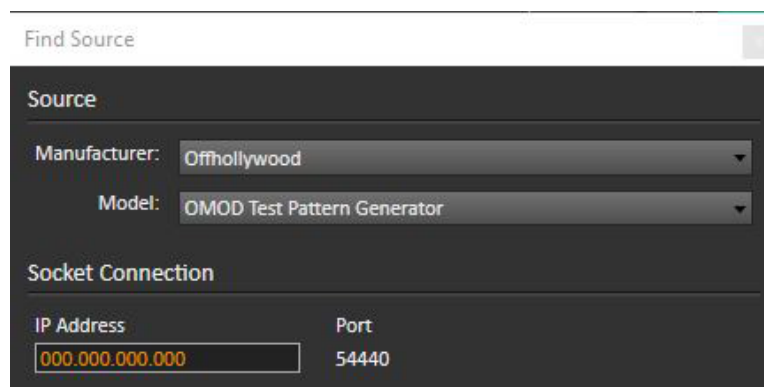 Find Source
Source
Manufacturer: Offhollywood
Model: OMOD Test Pattern Generator
Socket Connection
IP Address Port
000.000.000.000 54440